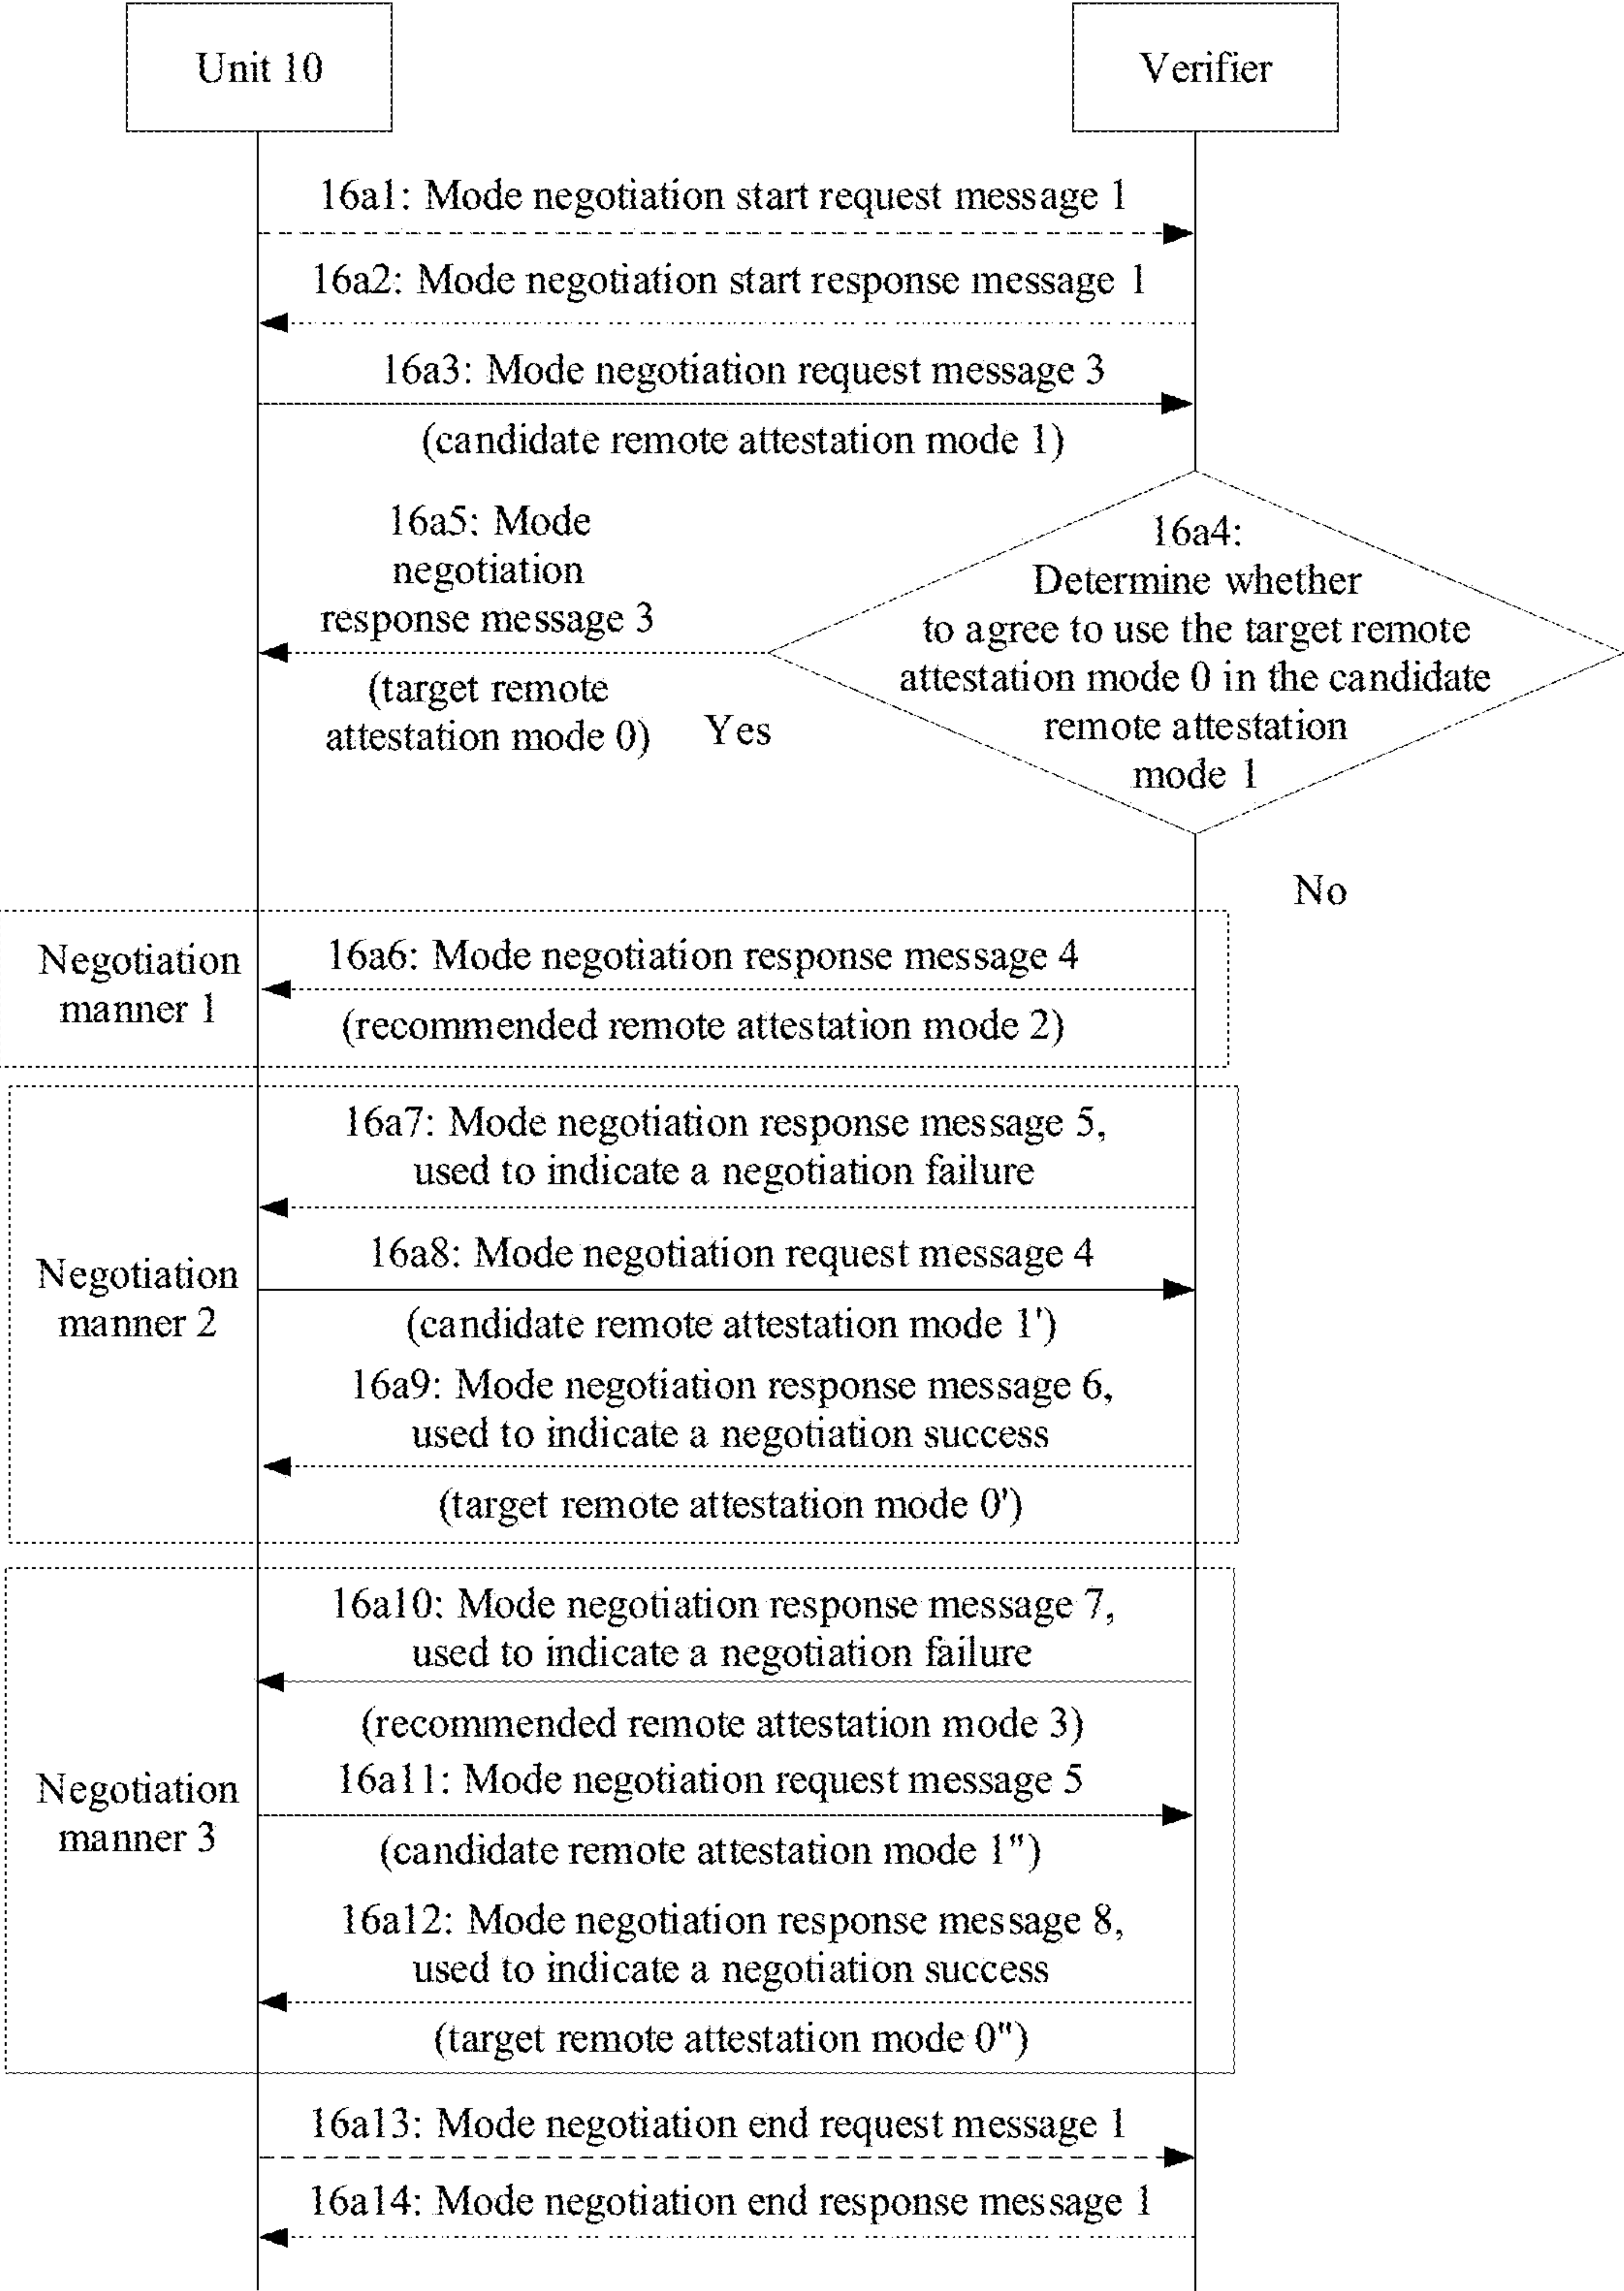 Unit 10
Verifier
16a1: Mode negotiation start request message 1
16a2: Mode negotiation start response message 1
16a3: Mode negotiation request message 3
(candidate remote attestation mode 1)
16a4:
Determine whether
to agree to use the target remote
attestation mode 0 in the candidate
remote attestation
mode 1
16a5: Mode
negotiation
response message 3
(target remote
attestation mode 0)
Yes
No
Negotiation
manner 1
16a6: Mode negotiation response message 4
(recommended remote attestation mode 2)
Negotiation
manner 2
16a7: Mode negotiation response message 5,
used to indicate a negotiation failure
16a8: Mode negotiation request message 4
(candidate remote attestation mode 1')
16a9: Mode negotiation response message 6,
used to indicate a negotiation success
(target remote attestation mode 0')
Negotiation
manner 3
16a10: Mode negotiation response message 7,
used to indicate a negotiation failure
(recommended remote attestation mode 3)
16a11: Mode negotiation request message 5
(candidate remote attestation mode 1")
16a12: Mode negotiation response message 8,
used to indicate a negotiation success
(target remote attestation mode 0")
16a13: Mode negotiation end request message 1
16a14: Mode negotiation end response message 1